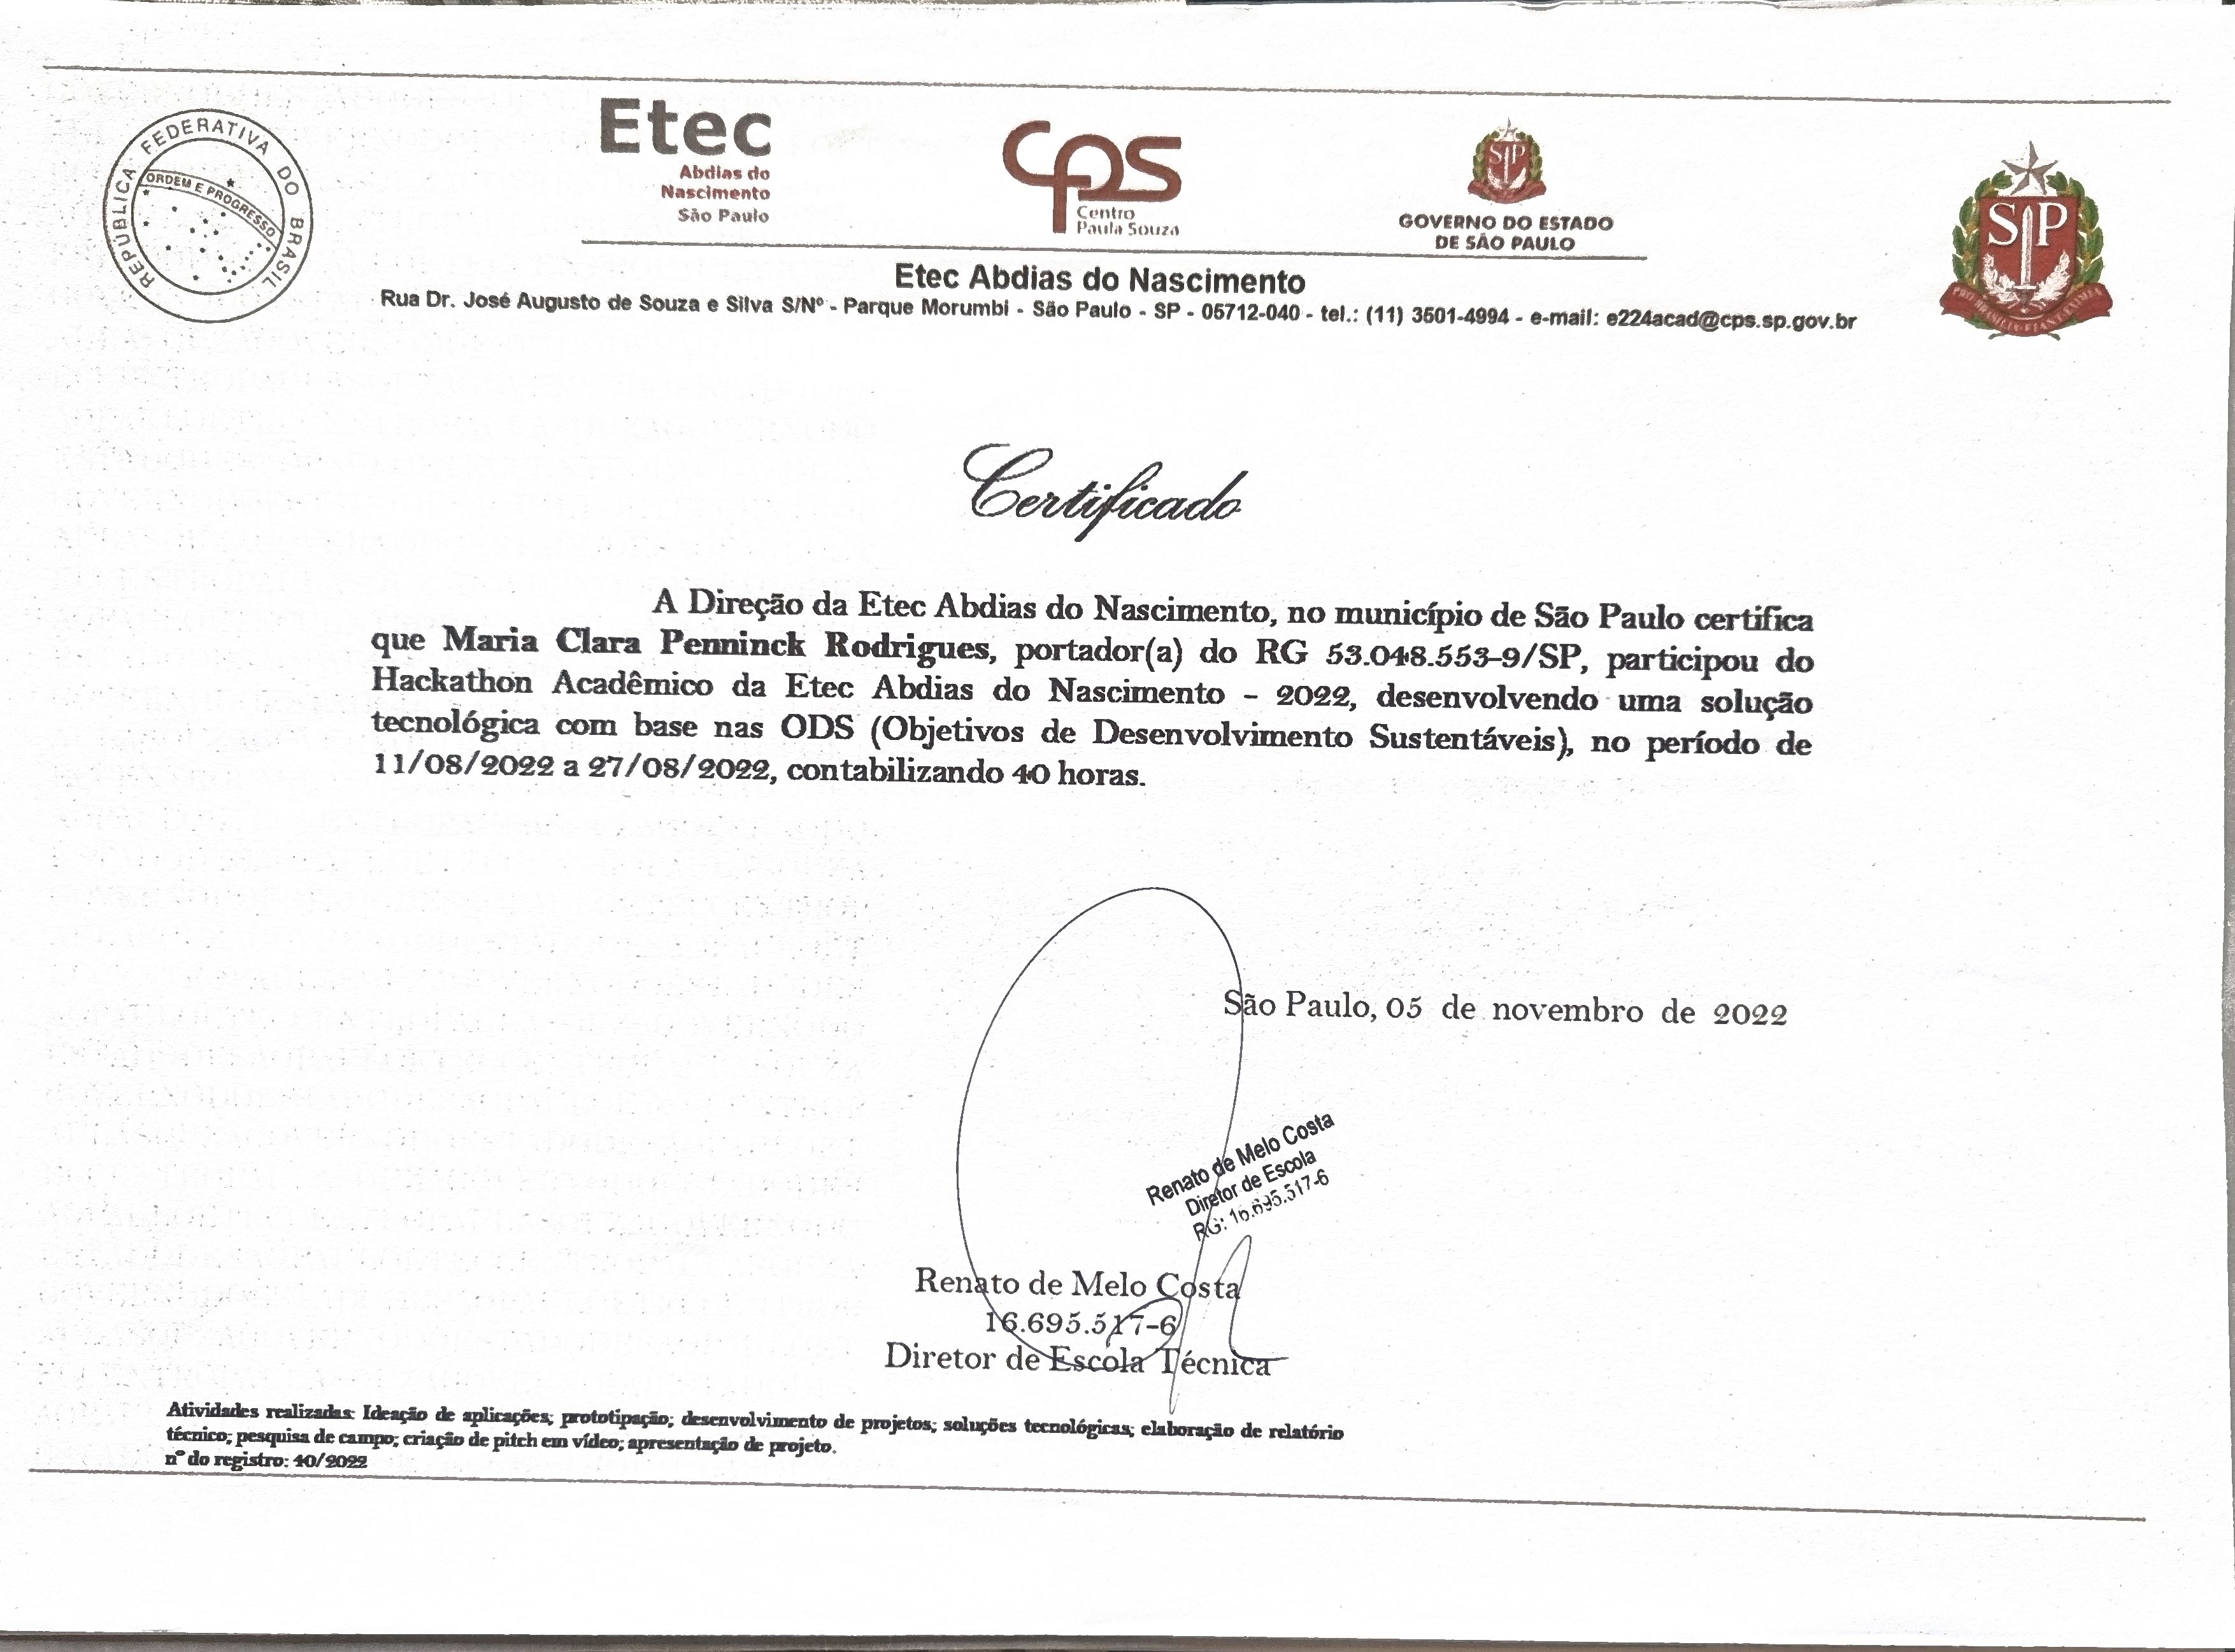 REPÚBLICA FEDERATIVA DO BRASIL
ORDEM E PROGRESSO
Etec
Abdias do
Nascimento
São Paulo
cps
Centro
Paula Souza
SP
GOVERNO DO ESTADO
DE SÃO PAULO
SP
Etec Abdias do Nascimento
Rua Dr. José Augusto de Souza e Silva S/Nº - Parque Morumbi - São Paulo - SP - 05712-040 - tel.: (11) 3501-4994 - e-mail: e224acad@cps.sp.gov.br
Certificado
A Direção da Etec Abdias do Nascimento, no município de São Paulo certifica
que Maria Clara Penninck Rodrigues, portador(a) do RG 53.048.553-9/SP, participou do
Hackathon Acadêmico da Etec Abdias do Nascimento – 2022, desenvolvendo uma solução
tecnológica com base nas ODS (Objetivos de Desenvolvimento Sustentáveis), no período de
11/08/2022 a 27/08/2022, contabilizando 40 horas.
São Paulo, 05 de novembro de 2022
Renato de Melo Costa
Diretor de Escola
RG: 16.695.517-6
Renato de Melo Costa
16.695.517-6
Diretor de Escola Técnica
Atividades realizadas: Ideação de aplicações; prototipação; desenvolvimento de projetos; soluções tecnológicas; elaboração de relatório
técnico; pesquisa de campo; criação de pitch em vídeo; apresentação de projeto.
nº do registro: 40/2022